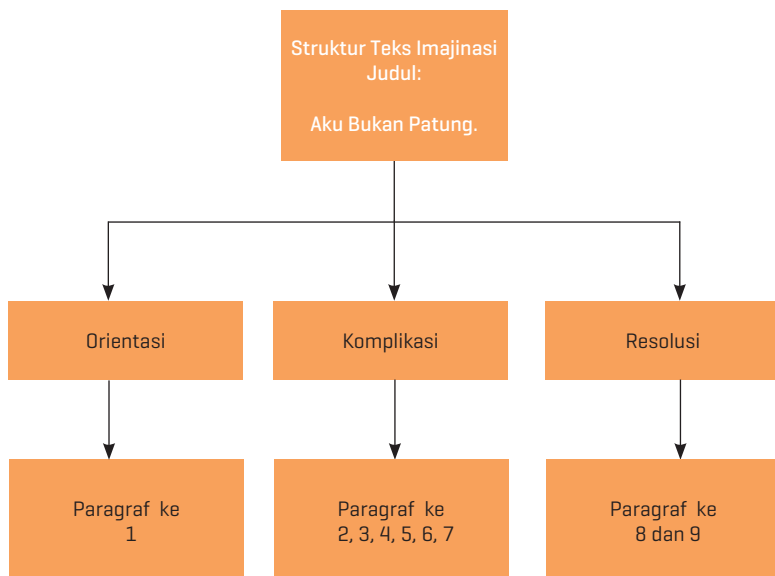 Struktur Teks Imajinasi
Judul:
Aku Bukan Patung.
Orientasi
Komplikasi
Resolusi
Paragraf ke
1
Paragraf ke
2, 3, 4, 5, 6, 7
Paragraf ke
8 dan 9